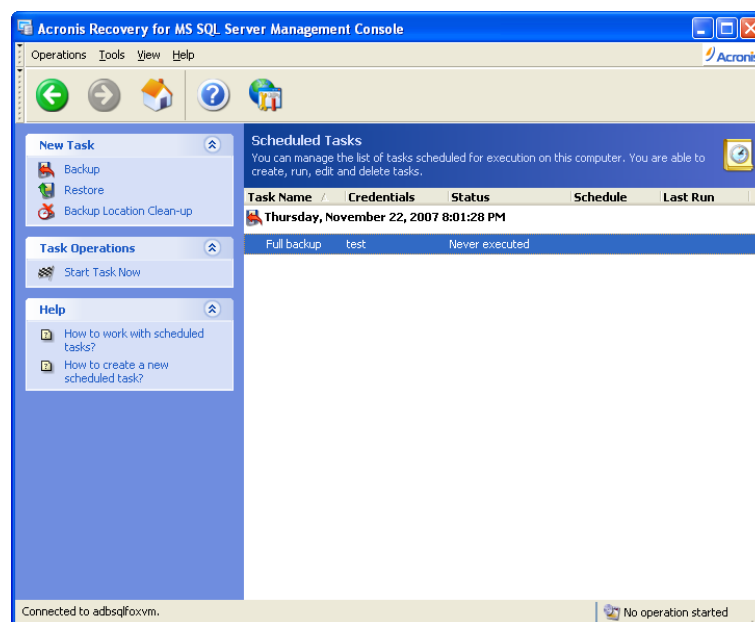 Acronis Recovery for MS SQL Server Management Console
Operations Tools View Help
Acronis
New Task
Backup
Restore
Backup Location Clean-up
Task Operations
Start Task Now
Help
How to work with scheduled
tasks?
How to create a new
scheduled task?
Scheduled Tasks
You can manage the list of tasks scheduled for execution on this computer. You are able to
create, run, edit and delete tasks.
Task Name Credentials Status Schedule Last Run
Thursday, November 22, 2007 8:01:28 PM
Full backup test Never executed
Connected to adbsqlfoxvm.
No operation started